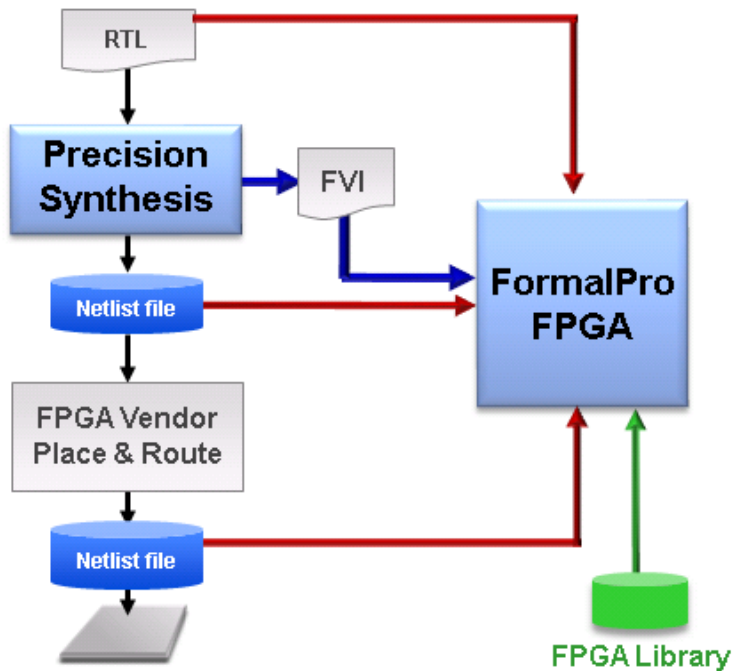 RTL
Precision
Synthesis
FVI
Netlist file
FormalPro
FPGA
FPGA Vendor
Place & Route
Netlist file
FPGA Library